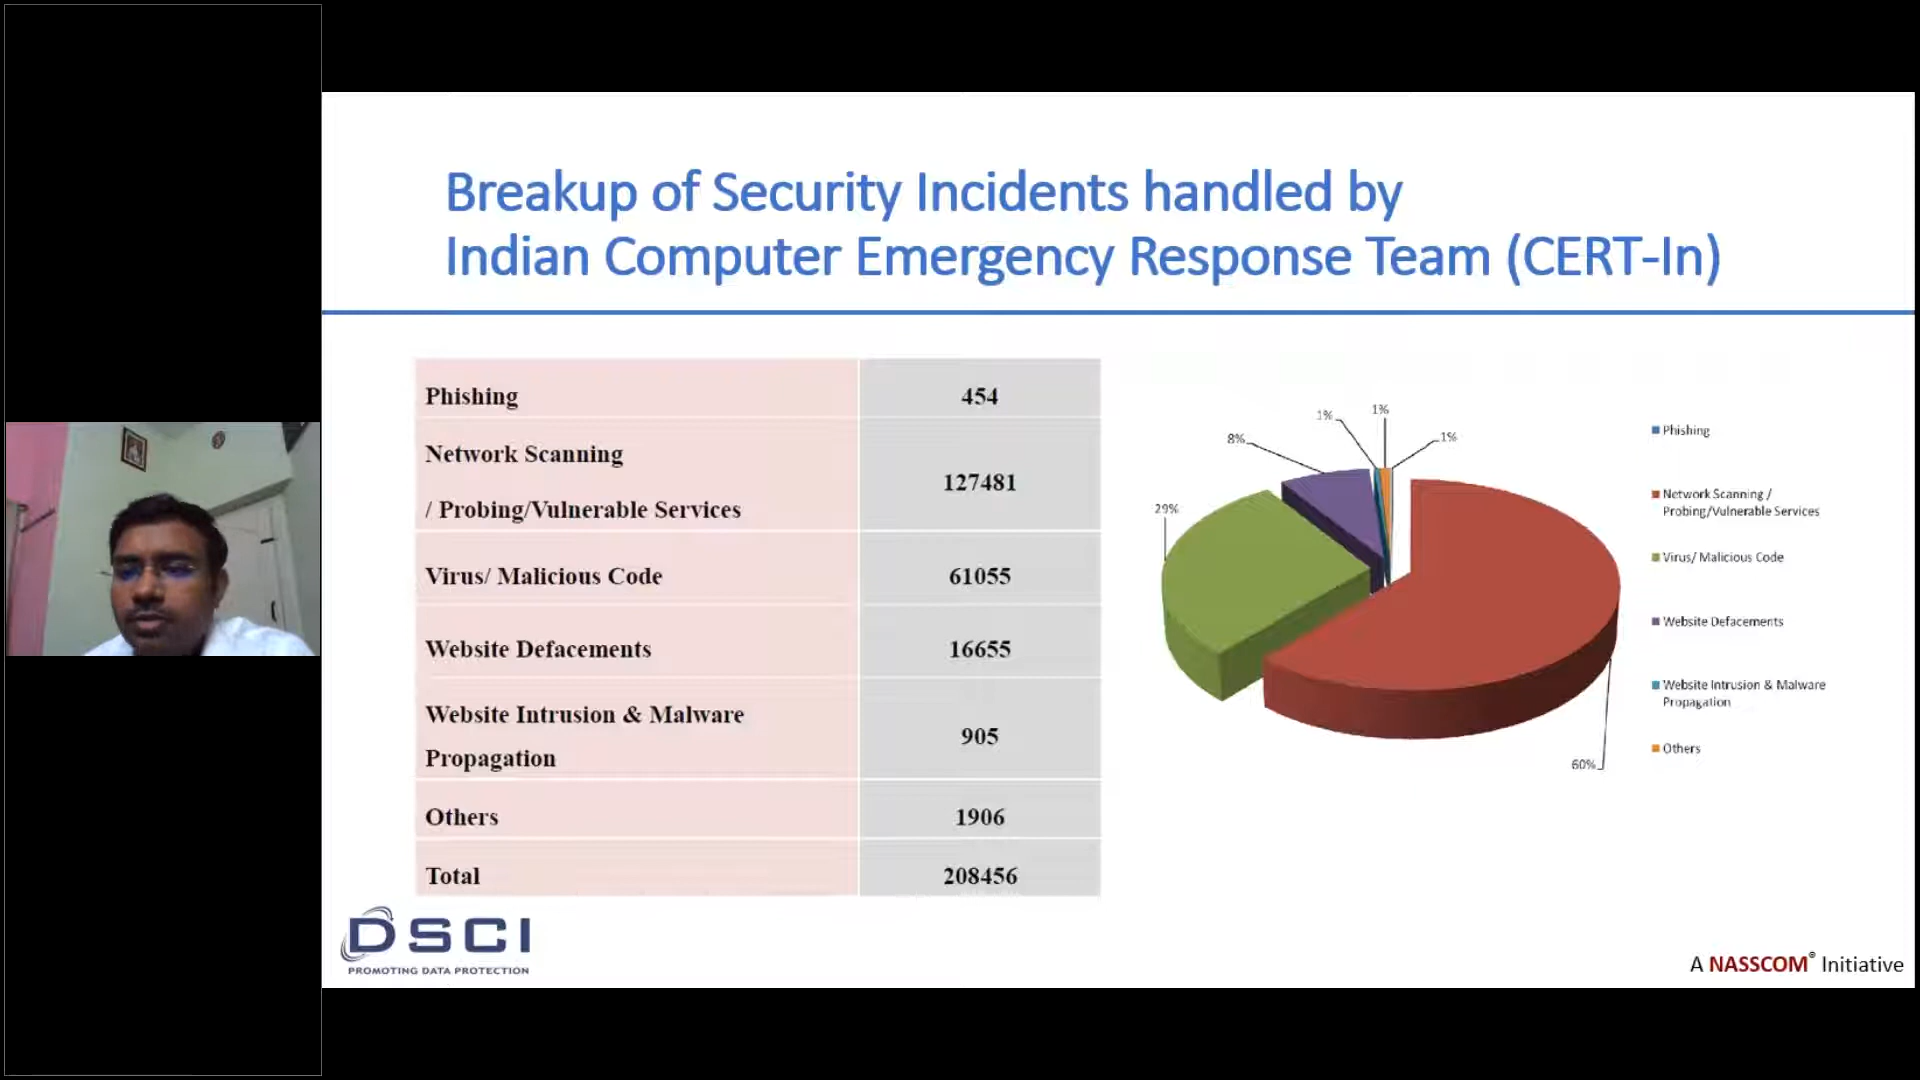 Breakup of Security Incidents handled by
Indian Computer Emergency Response Team (CERT-In)
Phishing 454
Network Scanning
/ Probing/Vulnerable Services 127481
Virus/ Malicious Code 61055
Website Defacements 16655
Website Intrusion & Malware
Propagation 905
Others 1906
Total 208456
1%
1%
1%
8%
29%
60%
Phishing
Network Scanning /
Probing/Vulnerable Services
Virus/ Malicious Code
Website Defacements
Website Intrusion & Malware
Propagation
Others
DSCI
PROMOTING DATA PROTECTION
A NASSCOM® Initiative